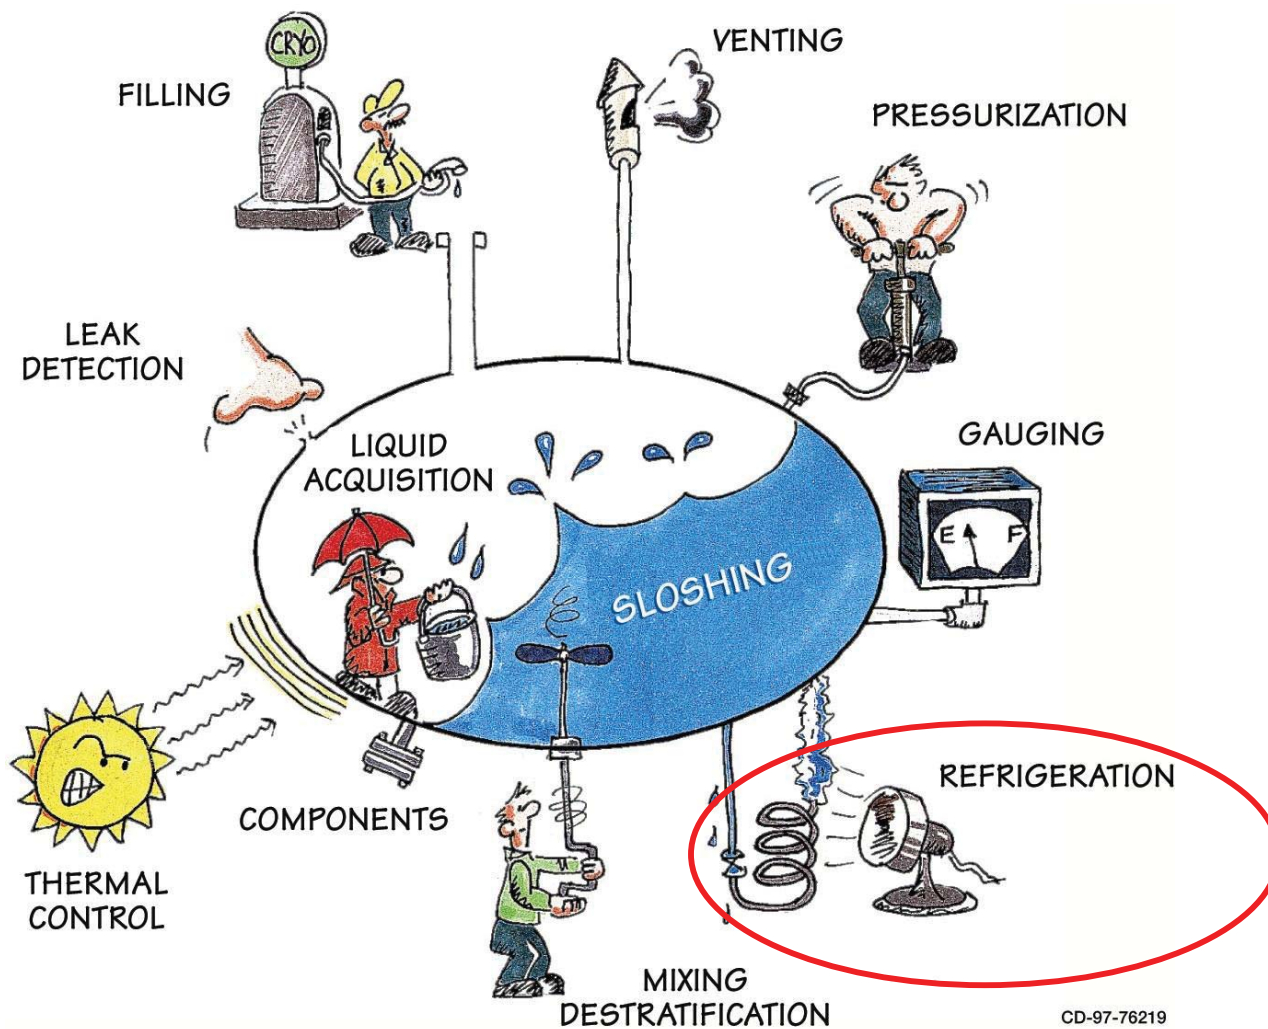 CRYO
FILLING
VENTING
PRESSURIZATION
LEAK
DETECTION
LIQUID
ACQUISITION
GAUGING
E F
SLOSHING
REFRIGERATION
COMPONENTS
THERMAL
CONTROL
MIXING
DESTRATIFICATION
CD-97-76219